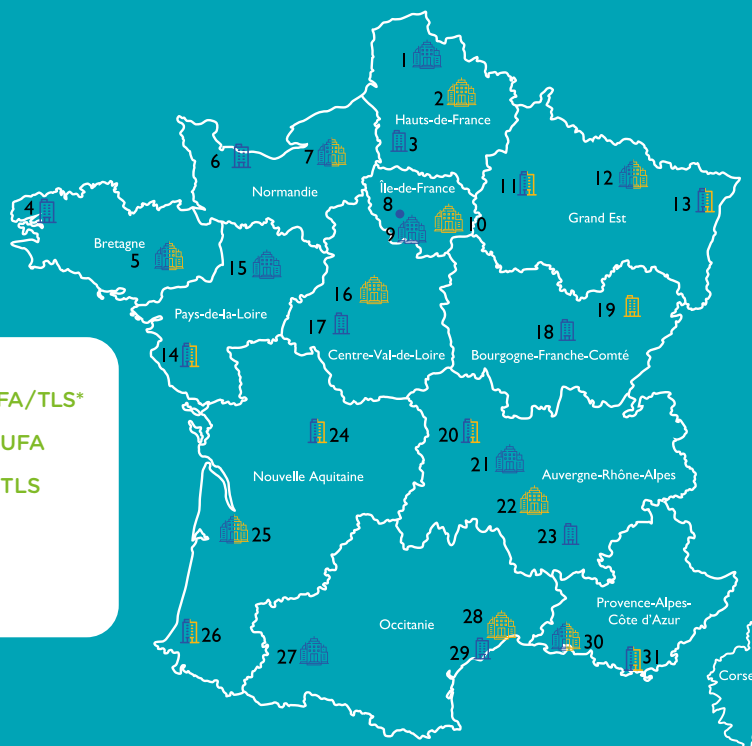 1
2
Hauts-de-France
3
6
7
Normandie
Île-de-France
8
9
10
11
12
13
Grand Est
4
Bretagne
5
15
Pays-de-la-Loire
14
16
17
Centre-Val-de-Loire
18
19
Bourgogne-Franche-Comté
FA/TLS*
UFA
TLS
24
Nouvelle Aquitaine
25
26
20
21
Auvergne-Rhône-Alpes
22
23
Occitanie
27
28
29
Provence-Alpes-
Côte d'Azur
30
31
Corse